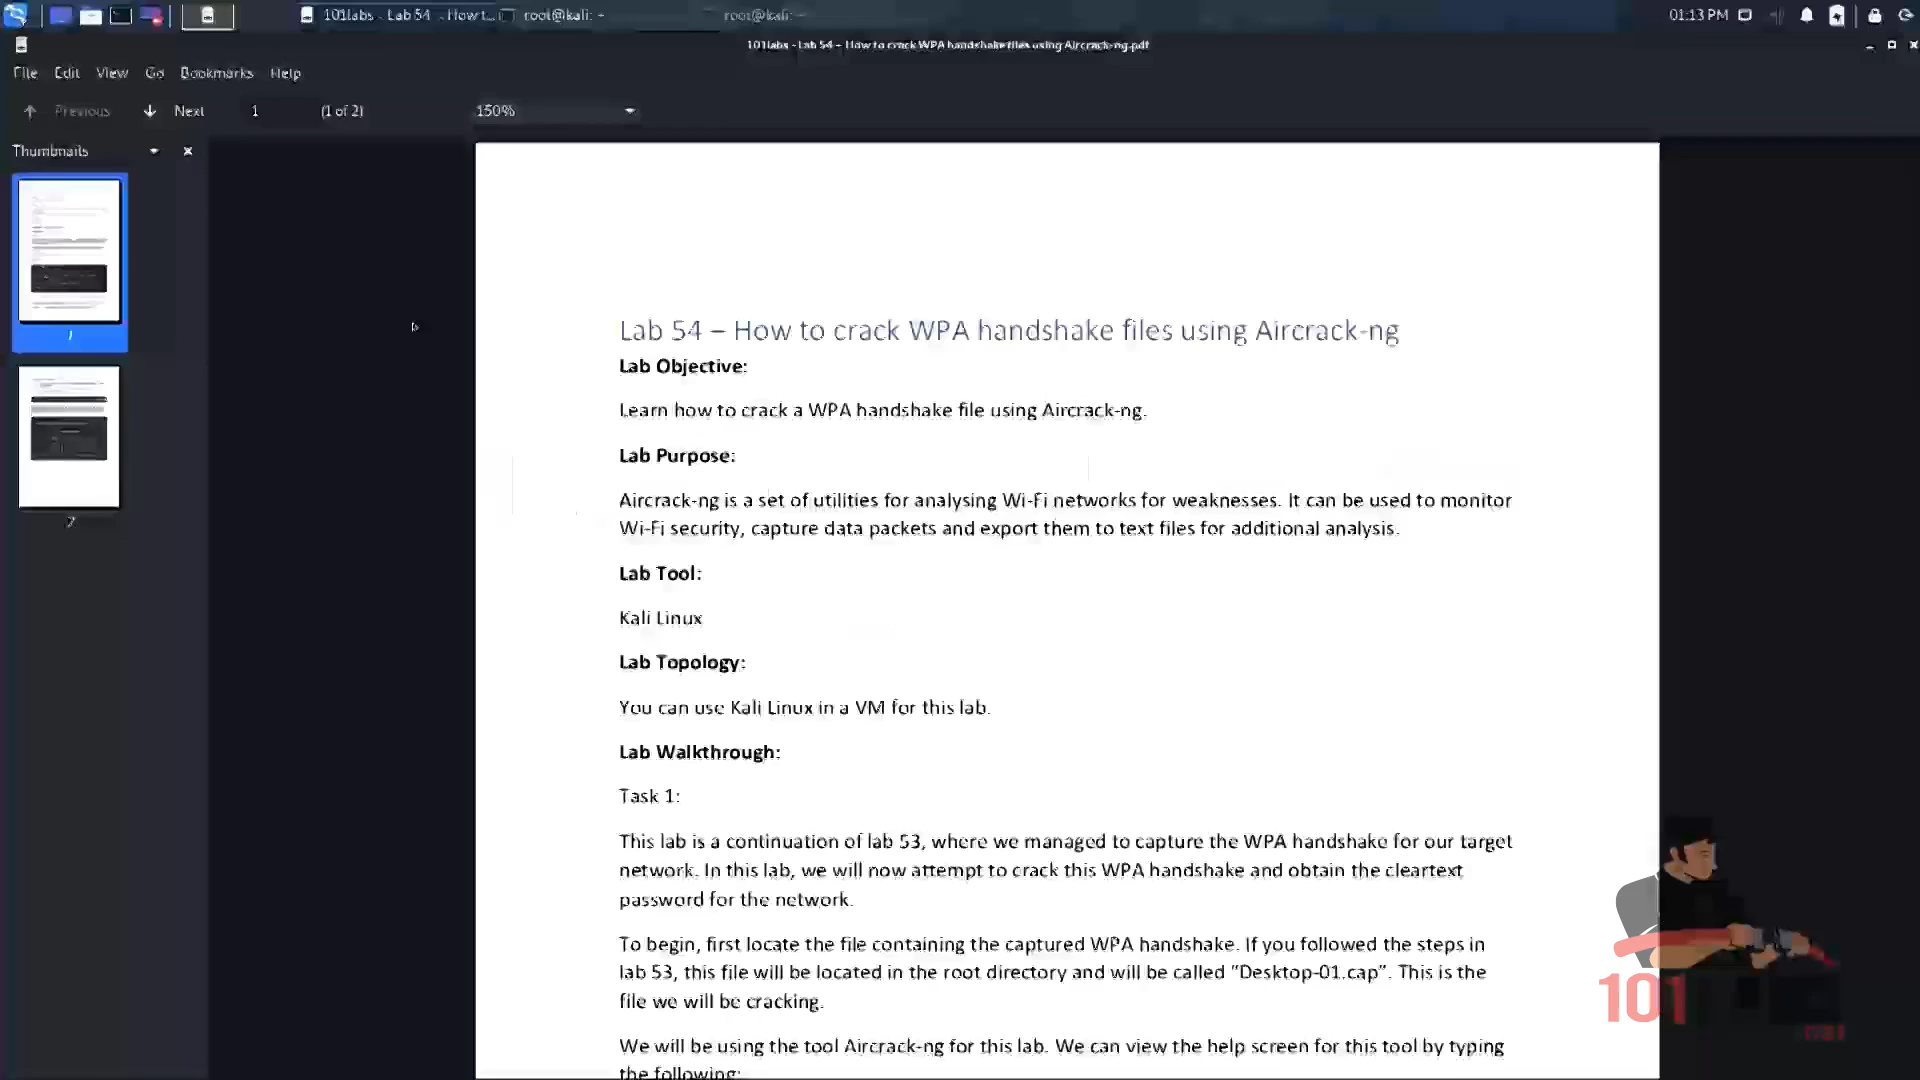 101labs - Lab 54 - How t...
root@kali: ~
root@kali: ~
01:13 PM
101labs - Lab 54 – How to crack WPA handshake files using Aircrack-ng.pdf
File Edit View Go Bookmarks Help
Previous Next 1 (1 of 2) 150%
Thumbnails
1
2
Lab 54 – How to crack WPA handshake files using Aircrack-ng
Lab Objective:
Learn how to crack a WPA handshake file using Aircrack-ng.
Lab Purpose:
Aircrack-ng is a set of utilities for analysing Wi-Fi networks for weaknesses. It can be used to monitor
Wi-Fi security, capture data packets and export them to text files for additional analysis.
Lab Tool:
Kali Linux
Lab Topology:
You can use Kali Linux in a VM for this lab.
Lab Walkthrough:
Task 1:
This lab is a continuation of lab 53, where we managed to capture the WPA handshake for our target
network. In this lab, we will now attempt to crack this WPA handshake and obtain the cleartext
password for the network.
To begin, first locate the file containing the captured WPA handshake. If you followed the steps in
lab 53, this file will be located in the root directory and will be called “Desktop-01.cap”. This is the
file we will be cracking.
We will be using the tool Aircrack-ng for this lab. We can view the help screen for this tool by typing
the following:
101